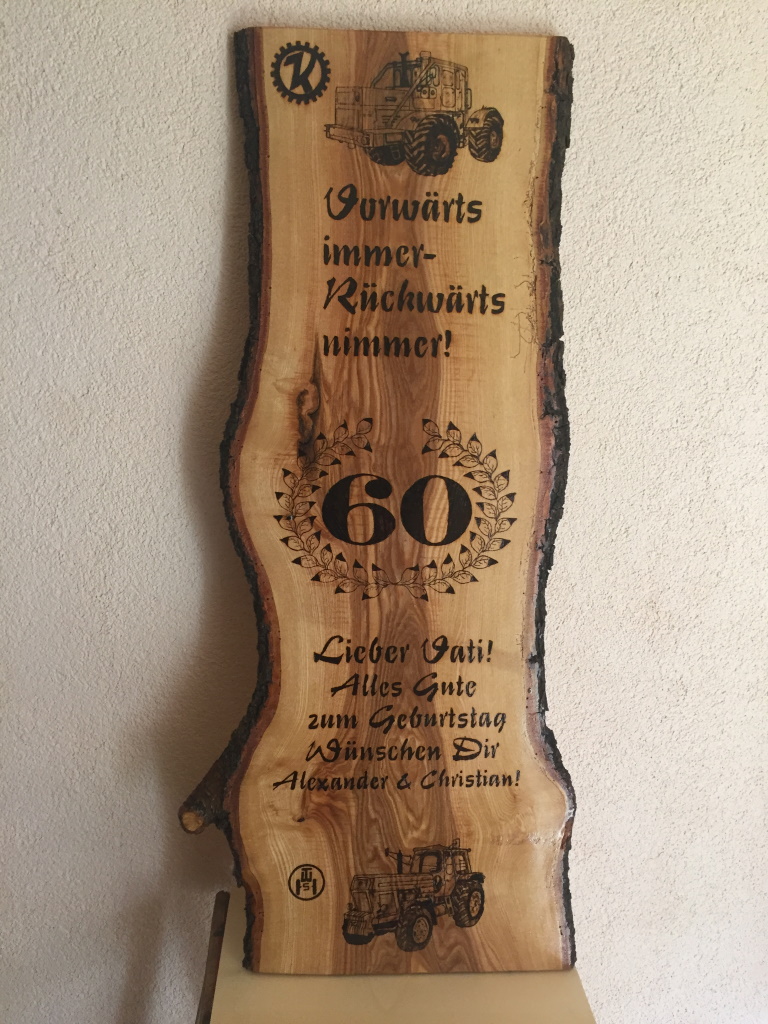 K
Vorwärts
immer-
Rückwärts
nimmer!
60
Lieber Vati!
Alles Gute
zum Geburtstag
Wünschen Dir
Alexander & Christian!